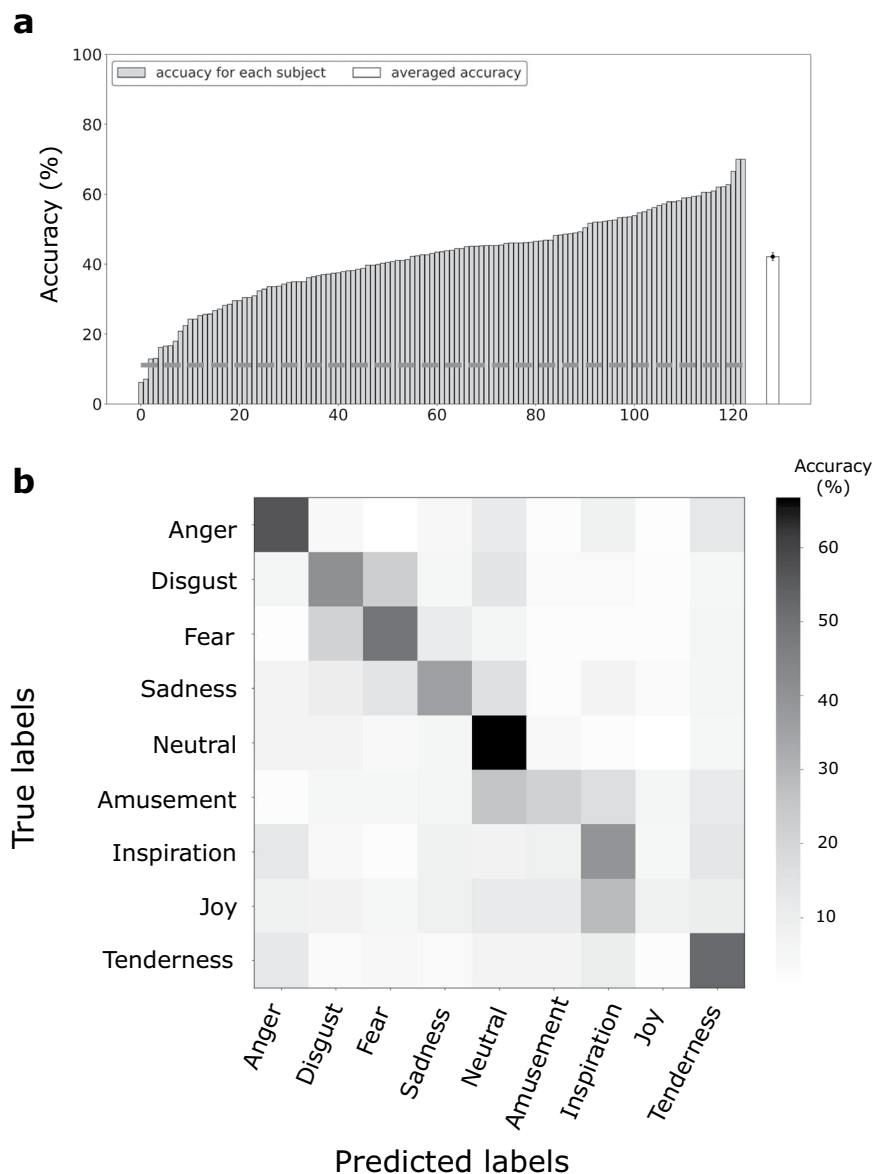 a
100
80
60
40
20
0
Accuracy (%)
accuacy for each subject
averaged accuracy
0 20 40 60 80 100 120
b
Accuracy
(%)
60
50
40
30
20
10
True labels
Anger
Disgust
Fear
Sadness
Neutral
Amusement
Inspiration
Joy
Tenderness
Anger Disgust Fear Sadness Neutral Amusement Inspiration Joy Tenderness
Predicted labels